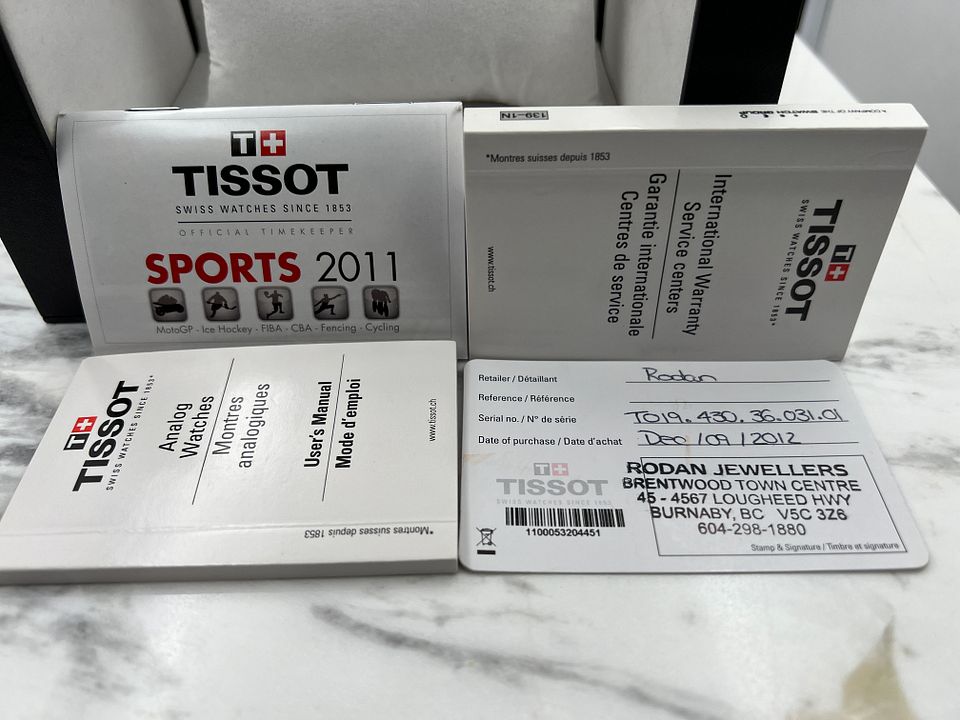 T+
TISSOT
SWISS WATCHES SINCE 1853
OFFICIAL TIMEKEEPER
SPORTS 2011
MotoGP - Ice Hockey - FIBA - CBA - Fencing - Cycling
A COMPANY OF THE SWATCH GROUP
139-1N
*Montres suisses depuis 1853
T+
TISSOT
SWISS WATCHES SINCE 1853*
International Warranty
Service centers
Garantie internationale
Centres de service
www.tissot.ch
T+
TISSOT
SWISS WATCHES SINCE 1853*
Analog
Watches
Montres
analogiques
User's Manual
Mode d'emploi
www.tissot.ch
*Montres suisses depuis 1853
Retailer / Détaillant Rodan
Reference / Référence
Serial no. / N° de série T019.430.36.031.01
Date of purchase / Date d'achat Dec/09/2012
T+
TISSOT
SWISS WATCHES SINCE 1853
1100053204451
RODAN JEWELLERS
BRENTWOOD TOWN CENTRE
45 - 4567 LOUGHEED HWY
BURNABY, BC V5C 3Z6
604-298-1880
Stamp & Signature / Timbre et signature